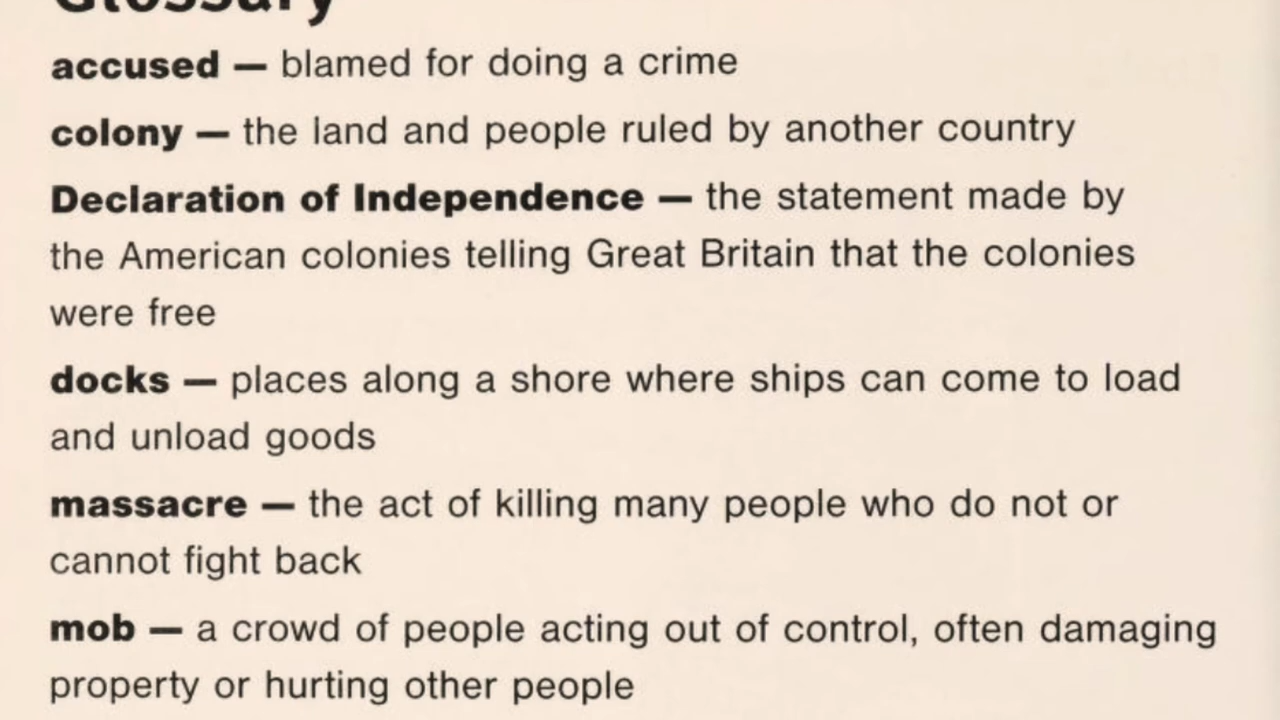 Glossary
accused — blamed for doing a crime
colony — the land and people ruled by another country
Declaration of Independence — the statement made by
the American colonies telling Great Britain that the colonies
were free
docks — places along a shore where ships can come to load
and unload goods
massacre — the act of killing many people who do not or
cannot fight back
mob — a crowd of people acting out of control, often damaging
property or hurting other people